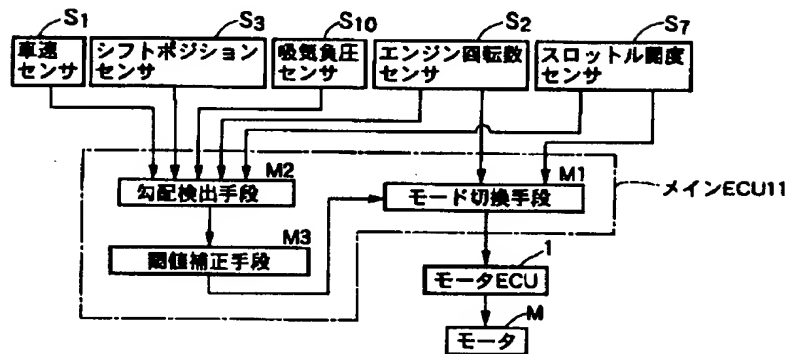 S1
S3
S10
S2
S7
車速
センサ
シフトポジション
センサ
吸気負圧
センサ
エンジン回転数
センサ
スロットル開度
センサ
M2
勾配検出手段
M1
モード切換手段
メインECU11
M3
閾値補正手段
1
モータECU
M
モータ